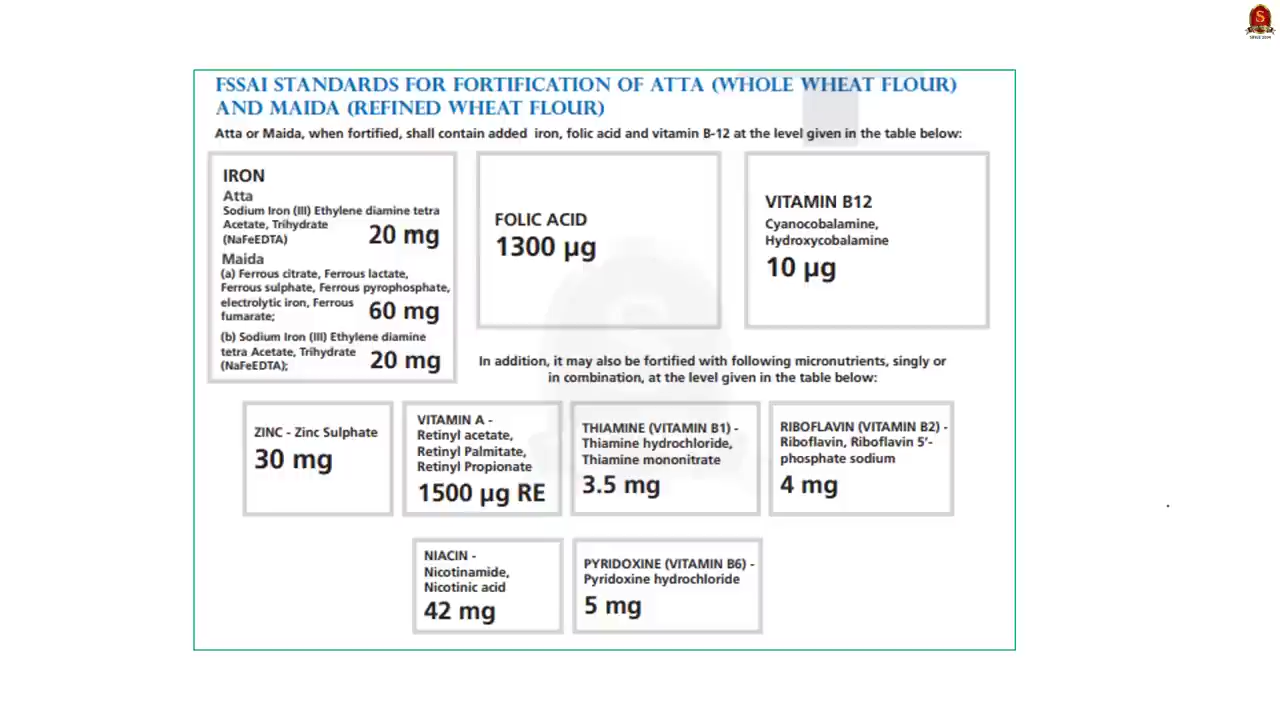 FSSAI STANDARDS FOR FORTIFICATION OF ATTA (WHOLE WHEAT FLOUR)
AND MAIDA (REFINED WHEAT FLOUR)
Atta or Maida, when fortified, shall contain added iron, folic acid and vitamin B-12 at the level given in the table below:
IRON
Atta
Sodium Iron (III) Ethylene diamine tetra
Acetate, Trihydrate
(NaFeEDTA)
20 mg
Maida
(a) Ferrous citrate, Ferrous lactate,
Ferrous sulphate, Ferrous pyrophosphate,
electrolytic iron, Ferrous
fumarate;
60 mg
(b) Sodium Iron (III) Ethylene diamine
tetra Acetate, Trihydrate
(NaFeEDTA);
20 mg
FOLIC ACID
1300 µg
VITAMIN B12
Cyanocobalamine,
Hydroxycobalamine
10 µg
In addition, it may also be fortified with following micronutrients, singly or
in combination, at the level given in the table below:
ZINC - Zinc Sulphate
30 mg
VITAMIN A -
Retinyl acetate,
Retinyl Palmitate,
Retinyl Propionate
1500 µg RE
THIAMINE (VITAMIN B1) -
Thiamine hydrochloride,
Thiamine mononitrate
3.5 mg
RIBOFLAVIN (VITAMIN B2) -
Riboflavin, Riboflavin 5'-
phosphate sodium
4 mg
NIACIN -
Nicotinamide,
Nicotinic acid
42 mg
PYRIDOXINE (VITAMIN B6) -
Pyridoxine hydrochloride
5 mg